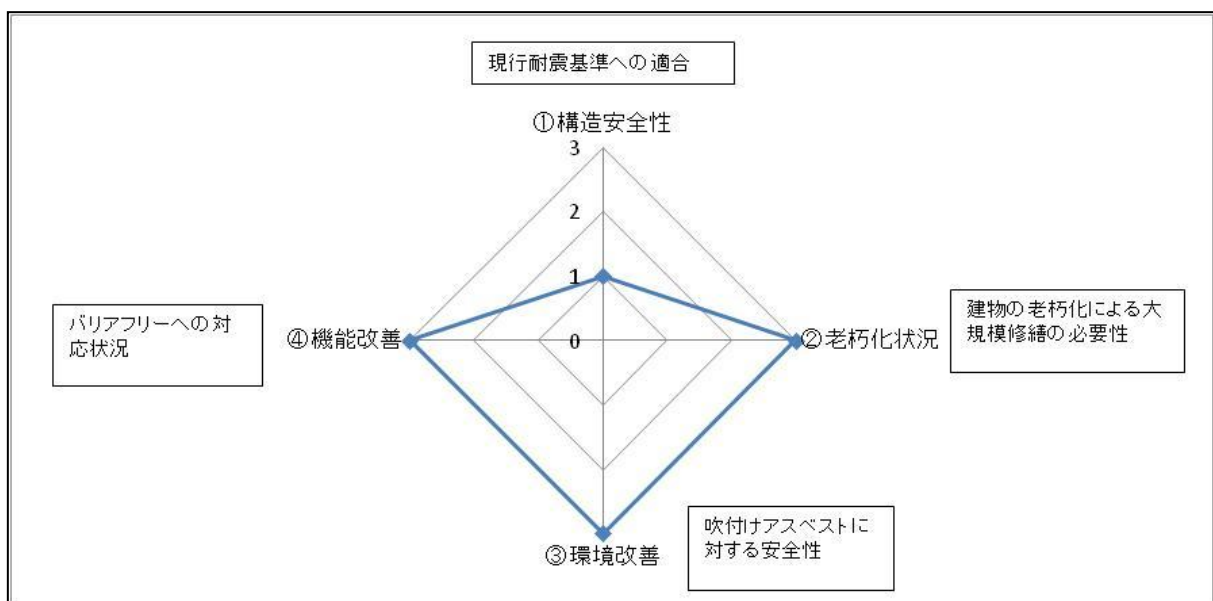 現行耐震基準への適合
①構造安全性
3
2
1
0
バリアフリーへの対
応状況
④機能改善
②老朽化状況
建物の老朽化による大
規模修繕の必要性
③環境改善
吹付けアスベストに
対する安全性